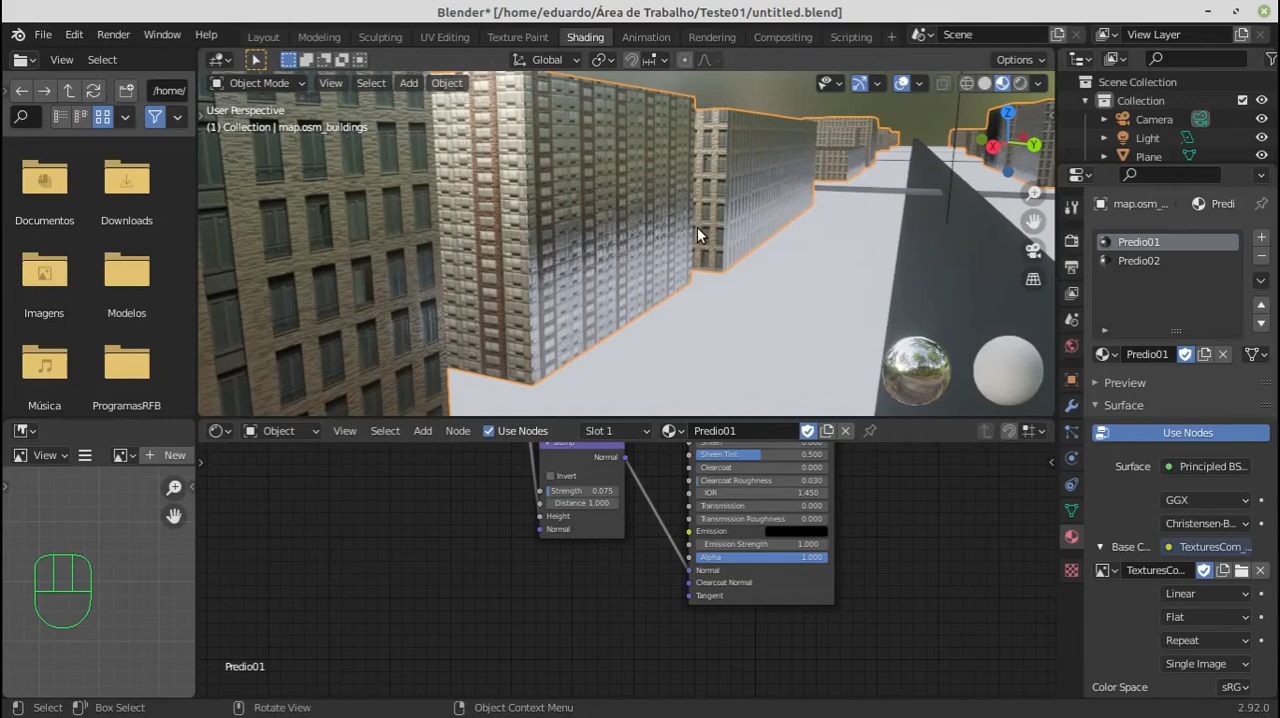 Blender* [/home/eduardo/Área de Trabalho/Teste01/untitled.blend]
File Edit Render Window Help Layout Modeling Sculpting UV Editing Texture Paint Shading Animation Rendering Compositing Scripting + Scene View Layer
View Select Global Options
/home/ Object Mode View Select Add Object Scene Collection
User Perspective Collection
(1) Collection | map.osm_buildings Camera
Light
Plane
Z
X Y
Documentos Downloads map.osm_... Predi
Predio01
Predio02
Imagens Modelos
Predio01
Preview
Música ProgramasRFB Surface
Object View Select Add Node Use Nodes Slot 1 Predio01 Use Nodes
View New
Normal
Invert
Strength 0.075
Distance 1.000
Height
Normal
Sheen Tint 0.500
Clearcoat 0.000
Clearcoat Roughness 0.030
IOR 1.450
Transmission 0.000
Transmission Roughness 0.000
Emission
Emission Strength 1.000
Alpha 1.000
Normal
Clearcoat Normal
Tangent
Surface Principled BS...
GGX
Christensen-B...
Base C... TexturesCom_...
TexturesCo...
Linear
Flat
Repeat
Single Image
Color Space sRG
Predio01
Select Box Select Rotate View Object Context Menu 2.92.0